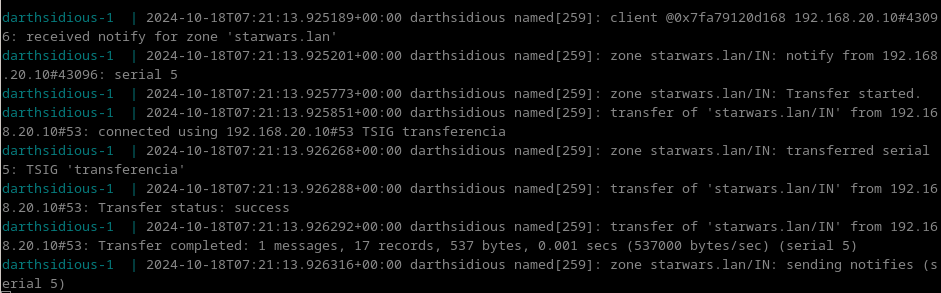 darthsidious-1  | 2024-10-18T07:21:13.925189+00:00 darthsidious named[259]: client @0x7fa79120d168 192.168.20.10#4309
6: received notify for zone 'starwars.lan'
darthsidious-1  | 2024-10-18T07:21:13.925201+00:00 darthsidious named[259]: zone starwars.lan/IN: notify from 192.168
.20.10#43096: serial 5
darthsidious-1  | 2024-10-18T07:21:13.925773+00:00 darthsidious named[259]: zone starwars.lan/IN: Transfer started.
darthsidious-1  | 2024-10-18T07:21:13.925851+00:00 darthsidious named[259]: transfer of 'starwars.lan/IN' from 192.16
8.20.10#53: connected using 192.168.20.10#53 TSIG transferencia
darthsidious-1  | 2024-10-18T07:21:13.926268+00:00 darthsidious named[259]: zone starwars.lan/IN: transferred serial
5: TSIG 'transferencia'
darthsidious-1  | 2024-10-18T07:21:13.926288+00:00 darthsidious named[259]: transfer of 'starwars.lan/IN' from 192.16
8.20.10#53: Transfer status: success
darthsidious-1  | 2024-10-18T07:21:13.926292+00:00 darthsidious named[259]: transfer of 'starwars.lan/IN' from 192.16
8.20.10#53: Transfer completed: 1 messages, 17 records, 537 bytes, 0.001 secs (537000 bytes/sec) (serial 5)
darthsidious-1  | 2024-10-18T07:21:13.926316+00:00 darthsidious named[259]: zone starwars.lan/IN: sending notifies (s
erial 5)